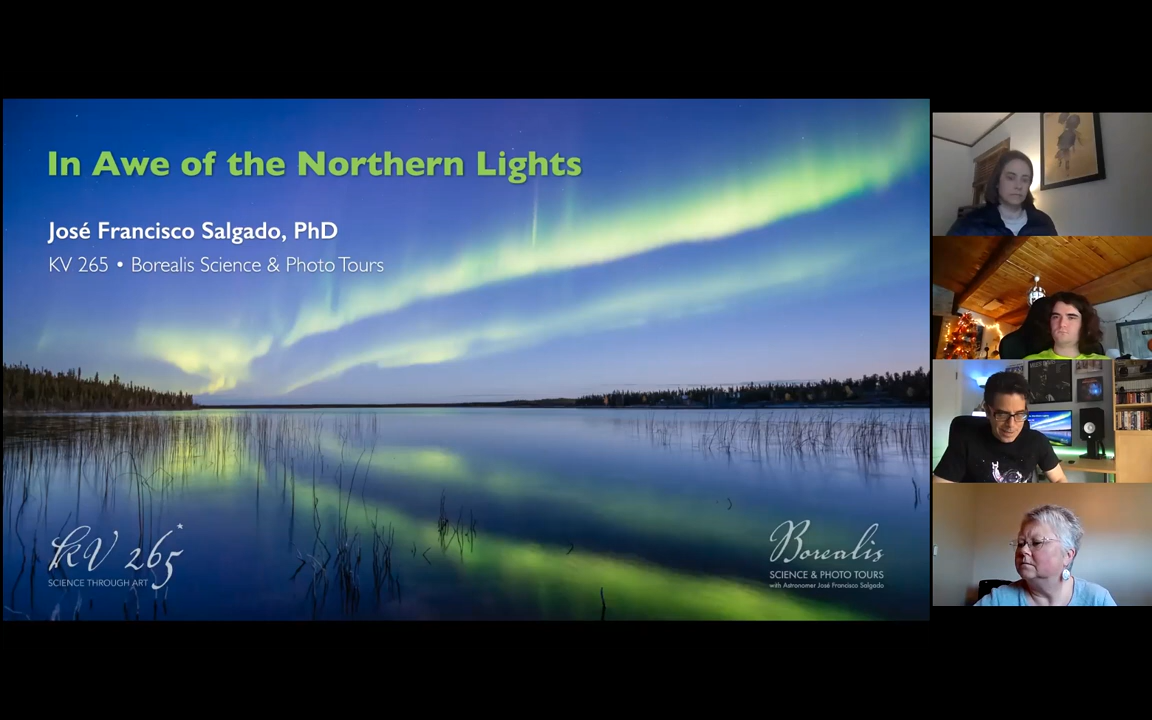 In Awe of the Northern Lights
José Francisco Salgado, PhD
KV 265 • Borealis Science & Photo Tours
KV 265*
SCIENCE THROUGH ART
Borealis
SCIENCE & PHOTO TOURS
with Astronomer José Francisco Salgado